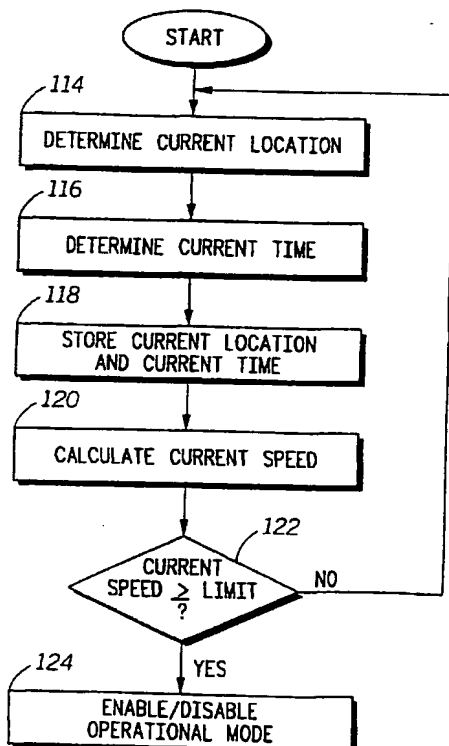 START
114
DETERMINE CURRENT LOCATION
116
DETERMINE CURRENT TIME
118
STORE CURRENT LOCATION
AND CURRENT TIME
120
CALCULATE CURRENT SPEED
122
CURRENT
SPEED ≥ LIMIT
?
NO
YES
124
ENABLE/DISABLE
OPERATIONAL MODE